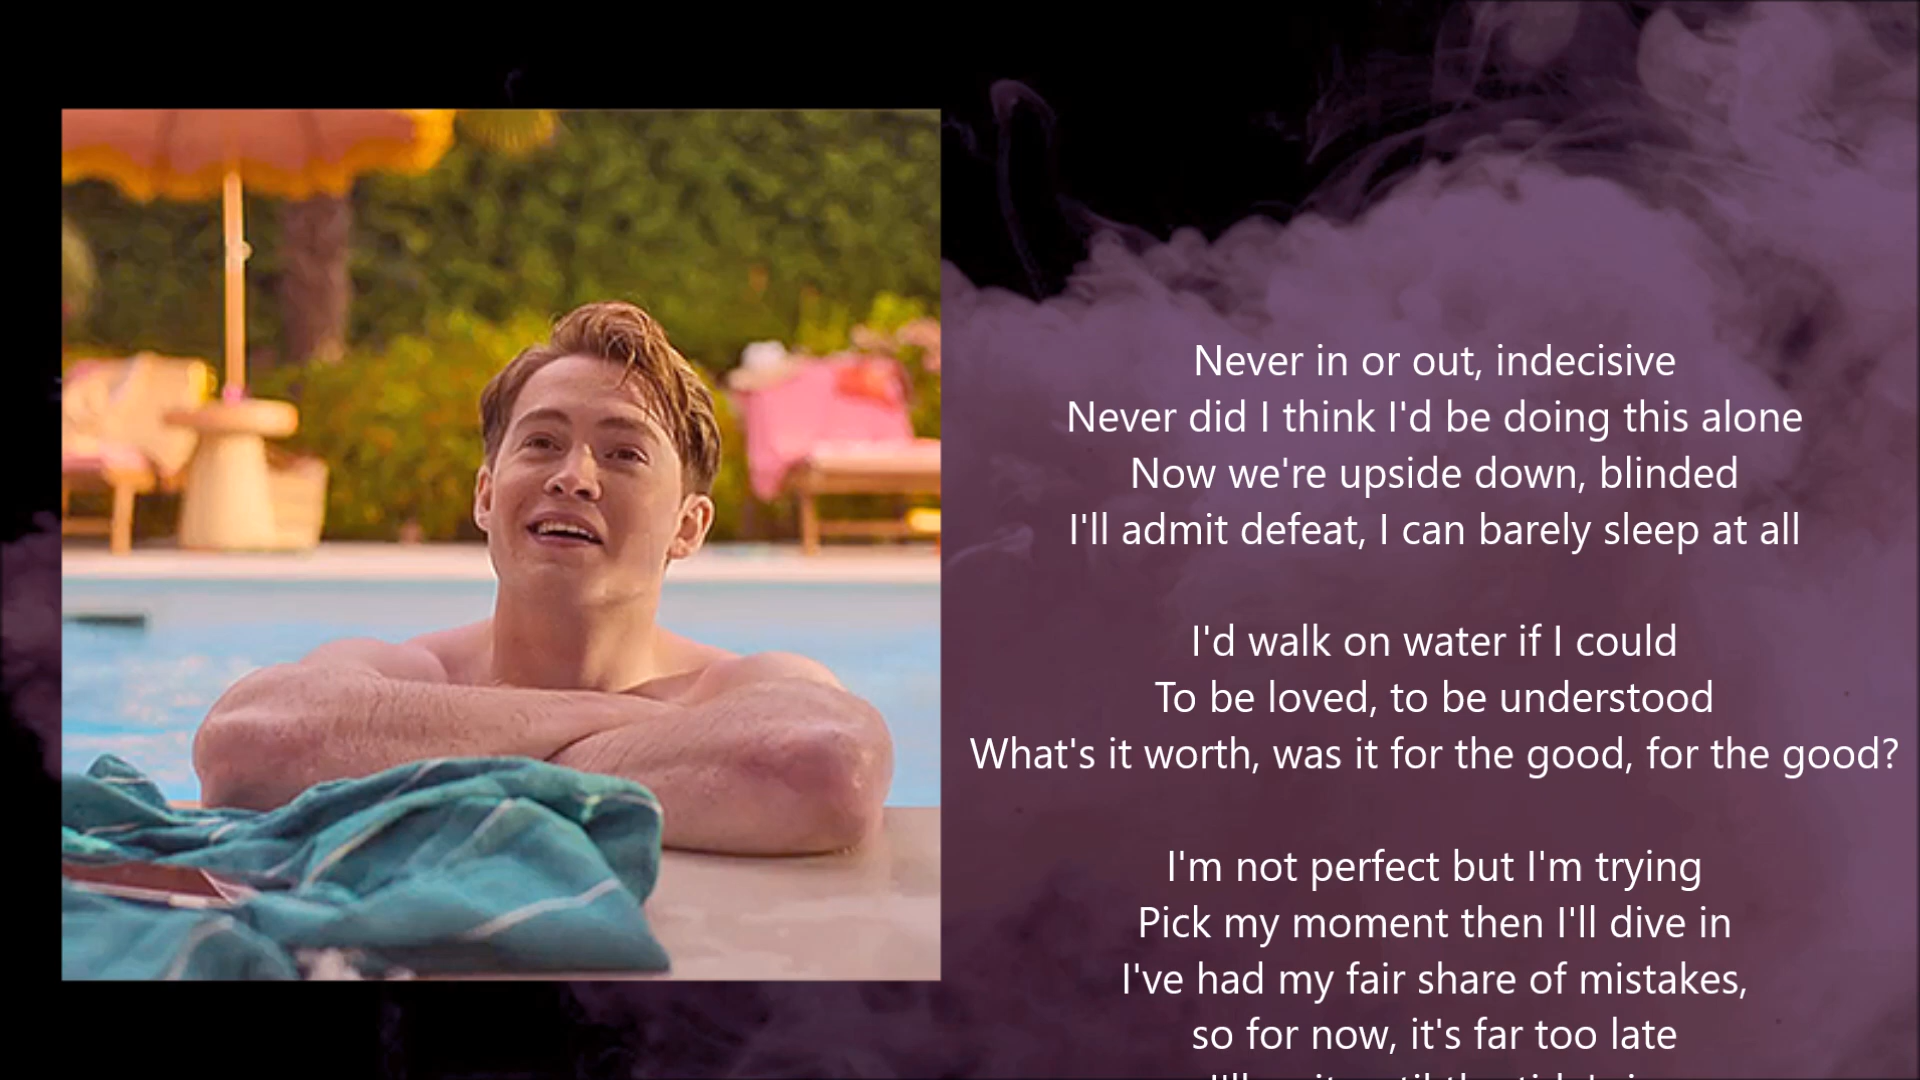 Never in or out, indecisive
Never did I think I'd be doing this alone
Now we're upside down, blinded
I'll admit defeat, I can barely sleep at all
I'd walk on water if I could
To be loved, to be understood
What's it worth, was it for the good, for the good?
I'm not perfect but I'm trying
Pick my moment then I'll dive in
I've had my fair share of mistakes,
so for now, it's far too late